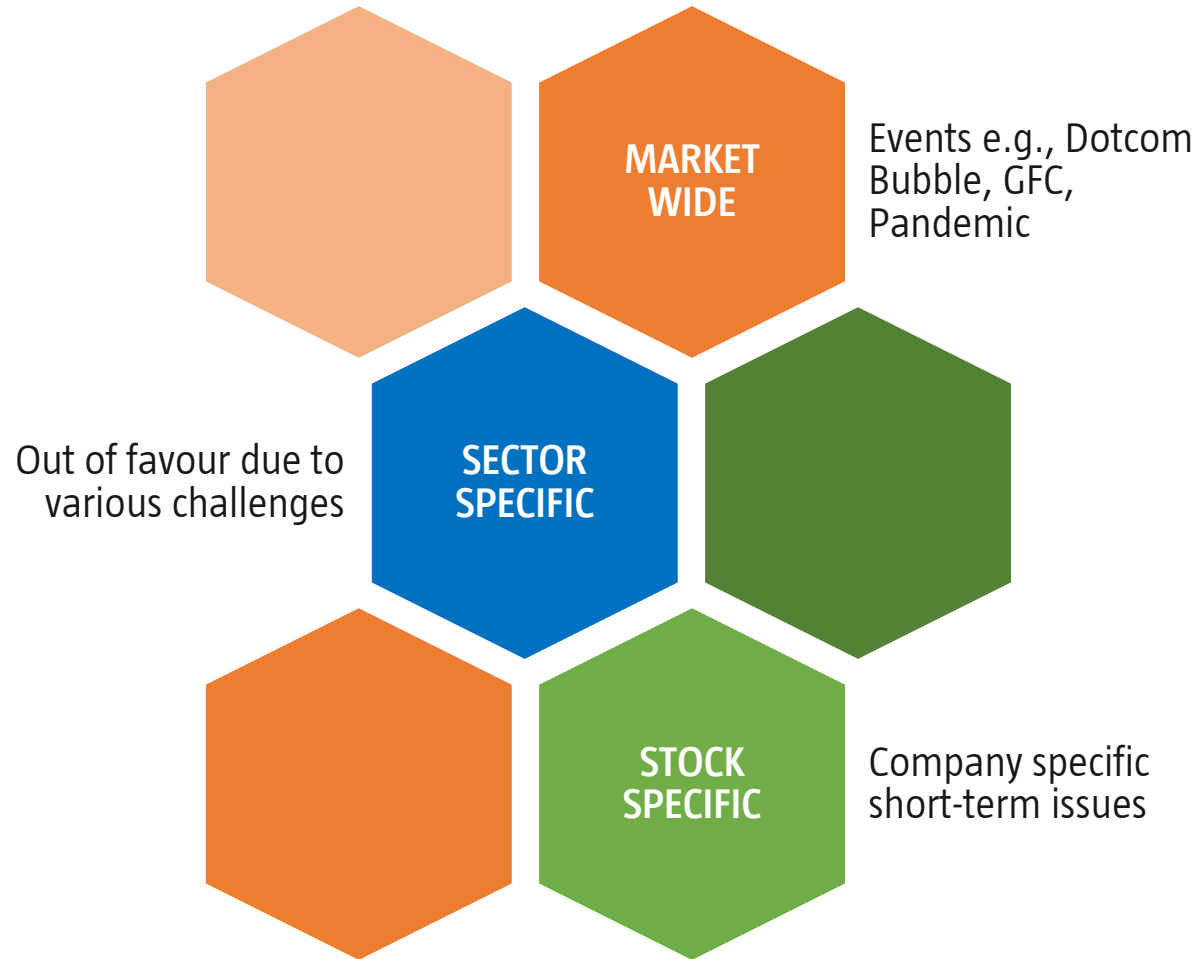 MARKET
WIDE
Events e.g., Dotcom
Bubble, GFC,
Pandemic
Out of favour due to
various challenges
SECTOR
SPECIFIC
STOCK
SPECIFIC
Company specific
short-term issues